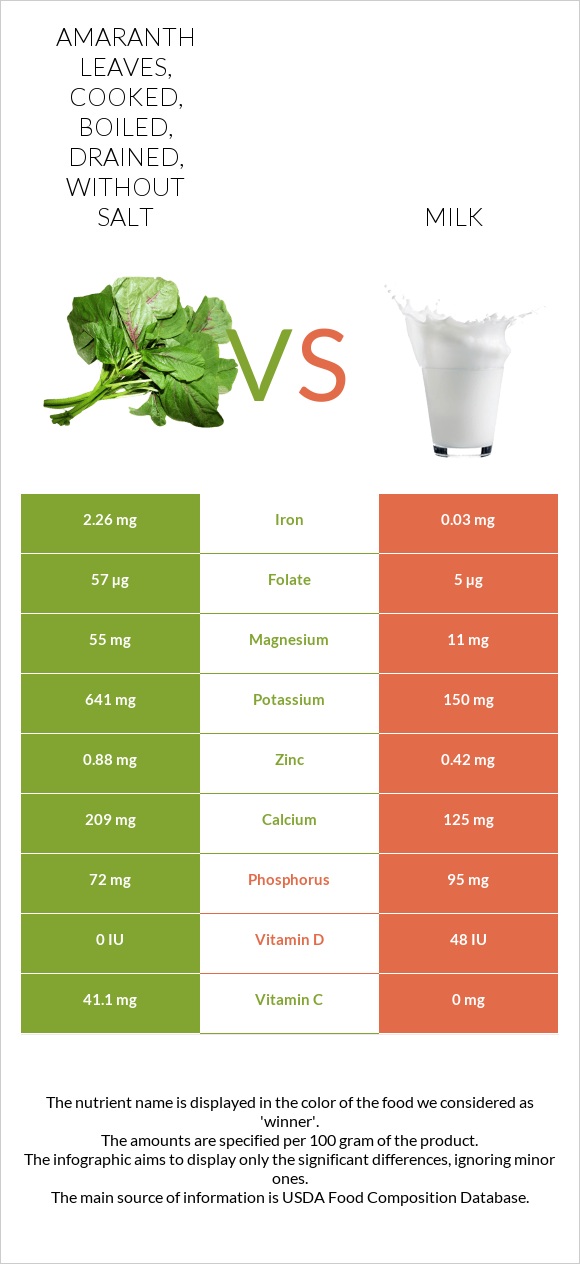 AMARANTH
LEAVES,
COOKED,
BOILED,
DRAINED,
WITHOUT
SALT
MILK
VS
2.26 mg Iron 0.03 mg
57 µg Folate 5 µg
55 mg Magnesium 11 mg
641 mg Potassium 150 mg
0.88 mg Zinc 0.42 mg
209 mg Calcium 125 mg
72 mg Phosphorus 95 mg
0 IU Vitamin D 48 IU
41.1 mg Vitamin C 0 mg
The nutrient name is displayed in the color of the food we considered as
'winner'.
The amounts are specified per 100 gram of the product.
The infographic aims to display only the significant differences, ignoring minor
ones.
The main source of information is USDA Food Composition Database.